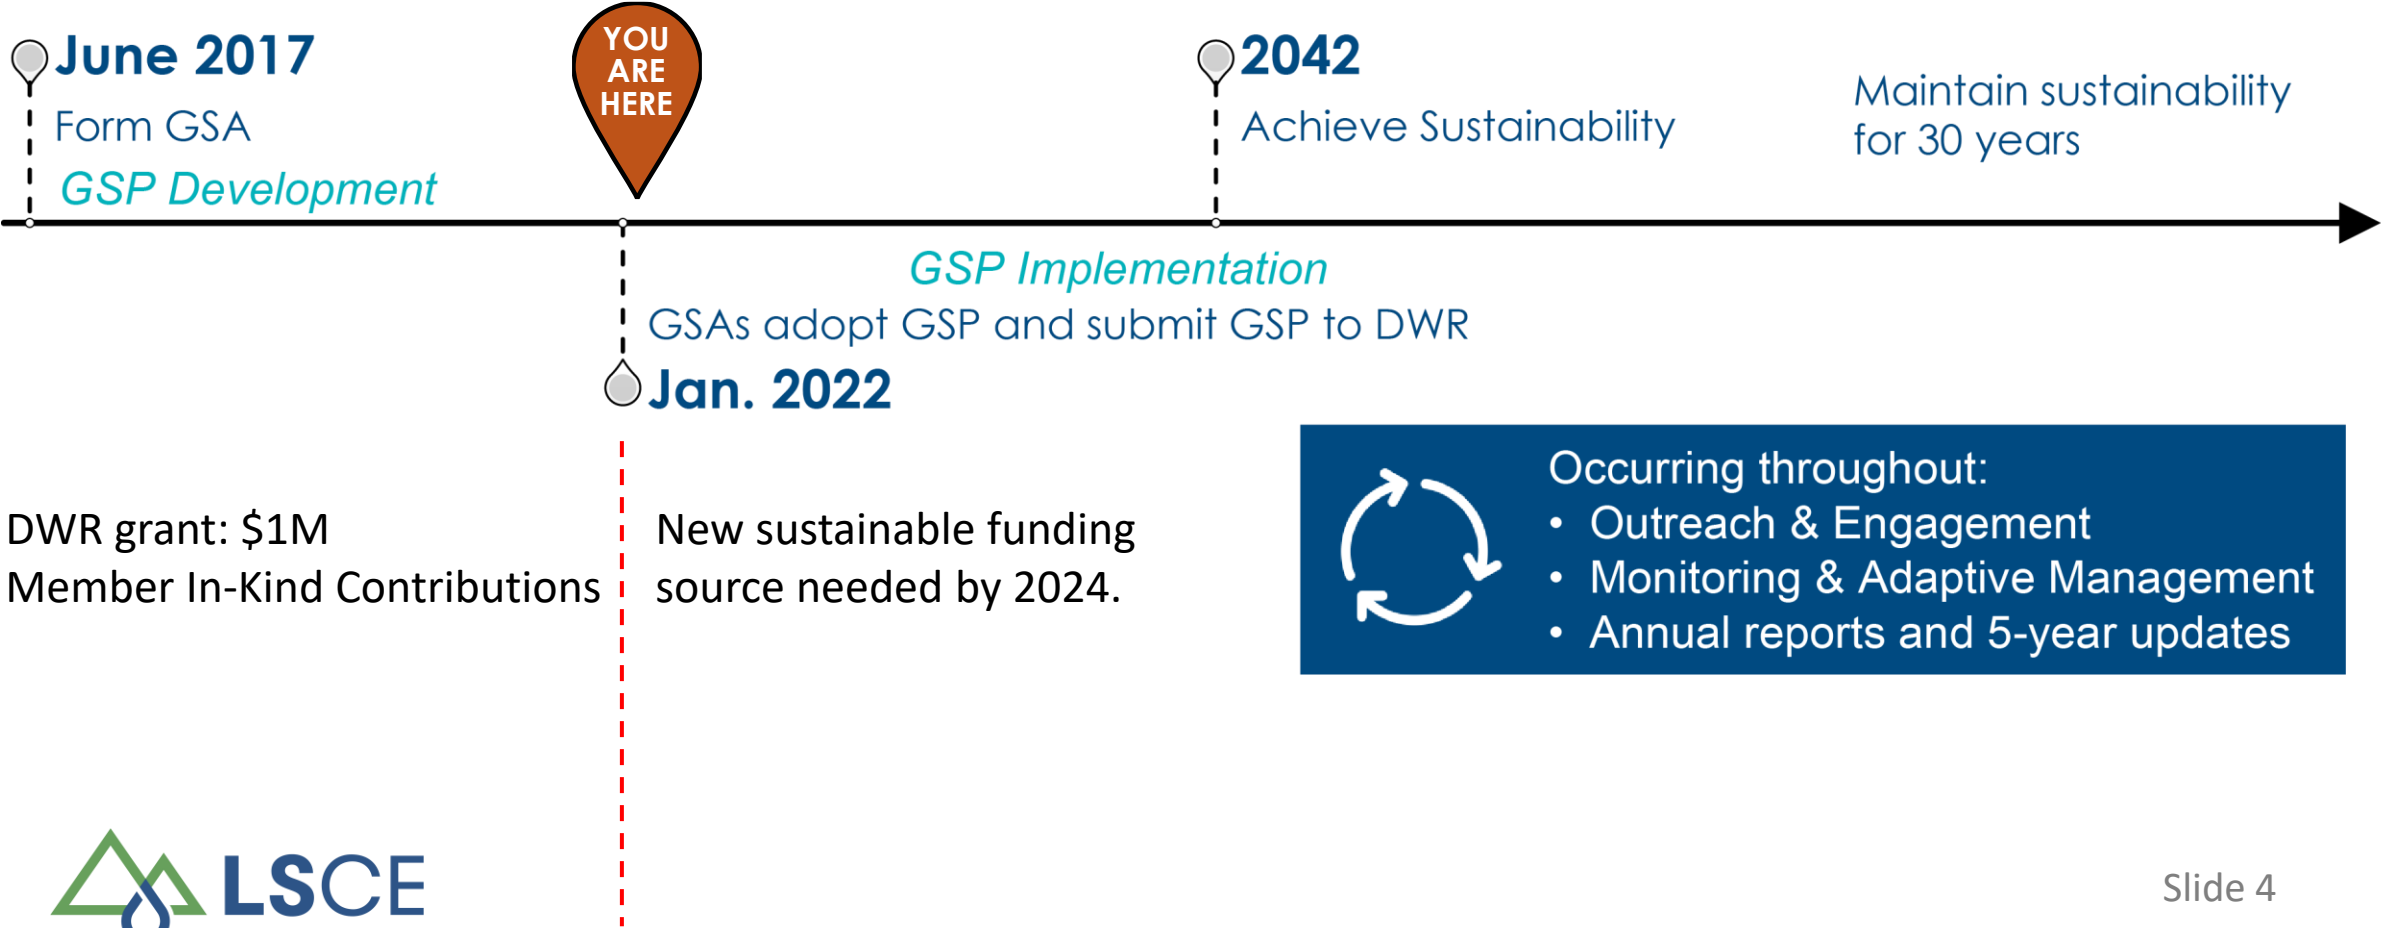 June 2017
Form GSA
GSP Development
YOU
ARE
HERE
2042
Achieve Sustainability
Maintain sustainability
for 30 years
GSP Implementation
GSAs adopt GSP and submit GSP to DWR
Jan. 2022
DWR grant: $1M
Member In-Kind Contributions
New sustainable funding
source needed by 2024.
Occurring throughout:
• Outreach & Engagement
• Monitoring & Adaptive Management
• Annual reports and 5-year updates
LSCE
Slide 4